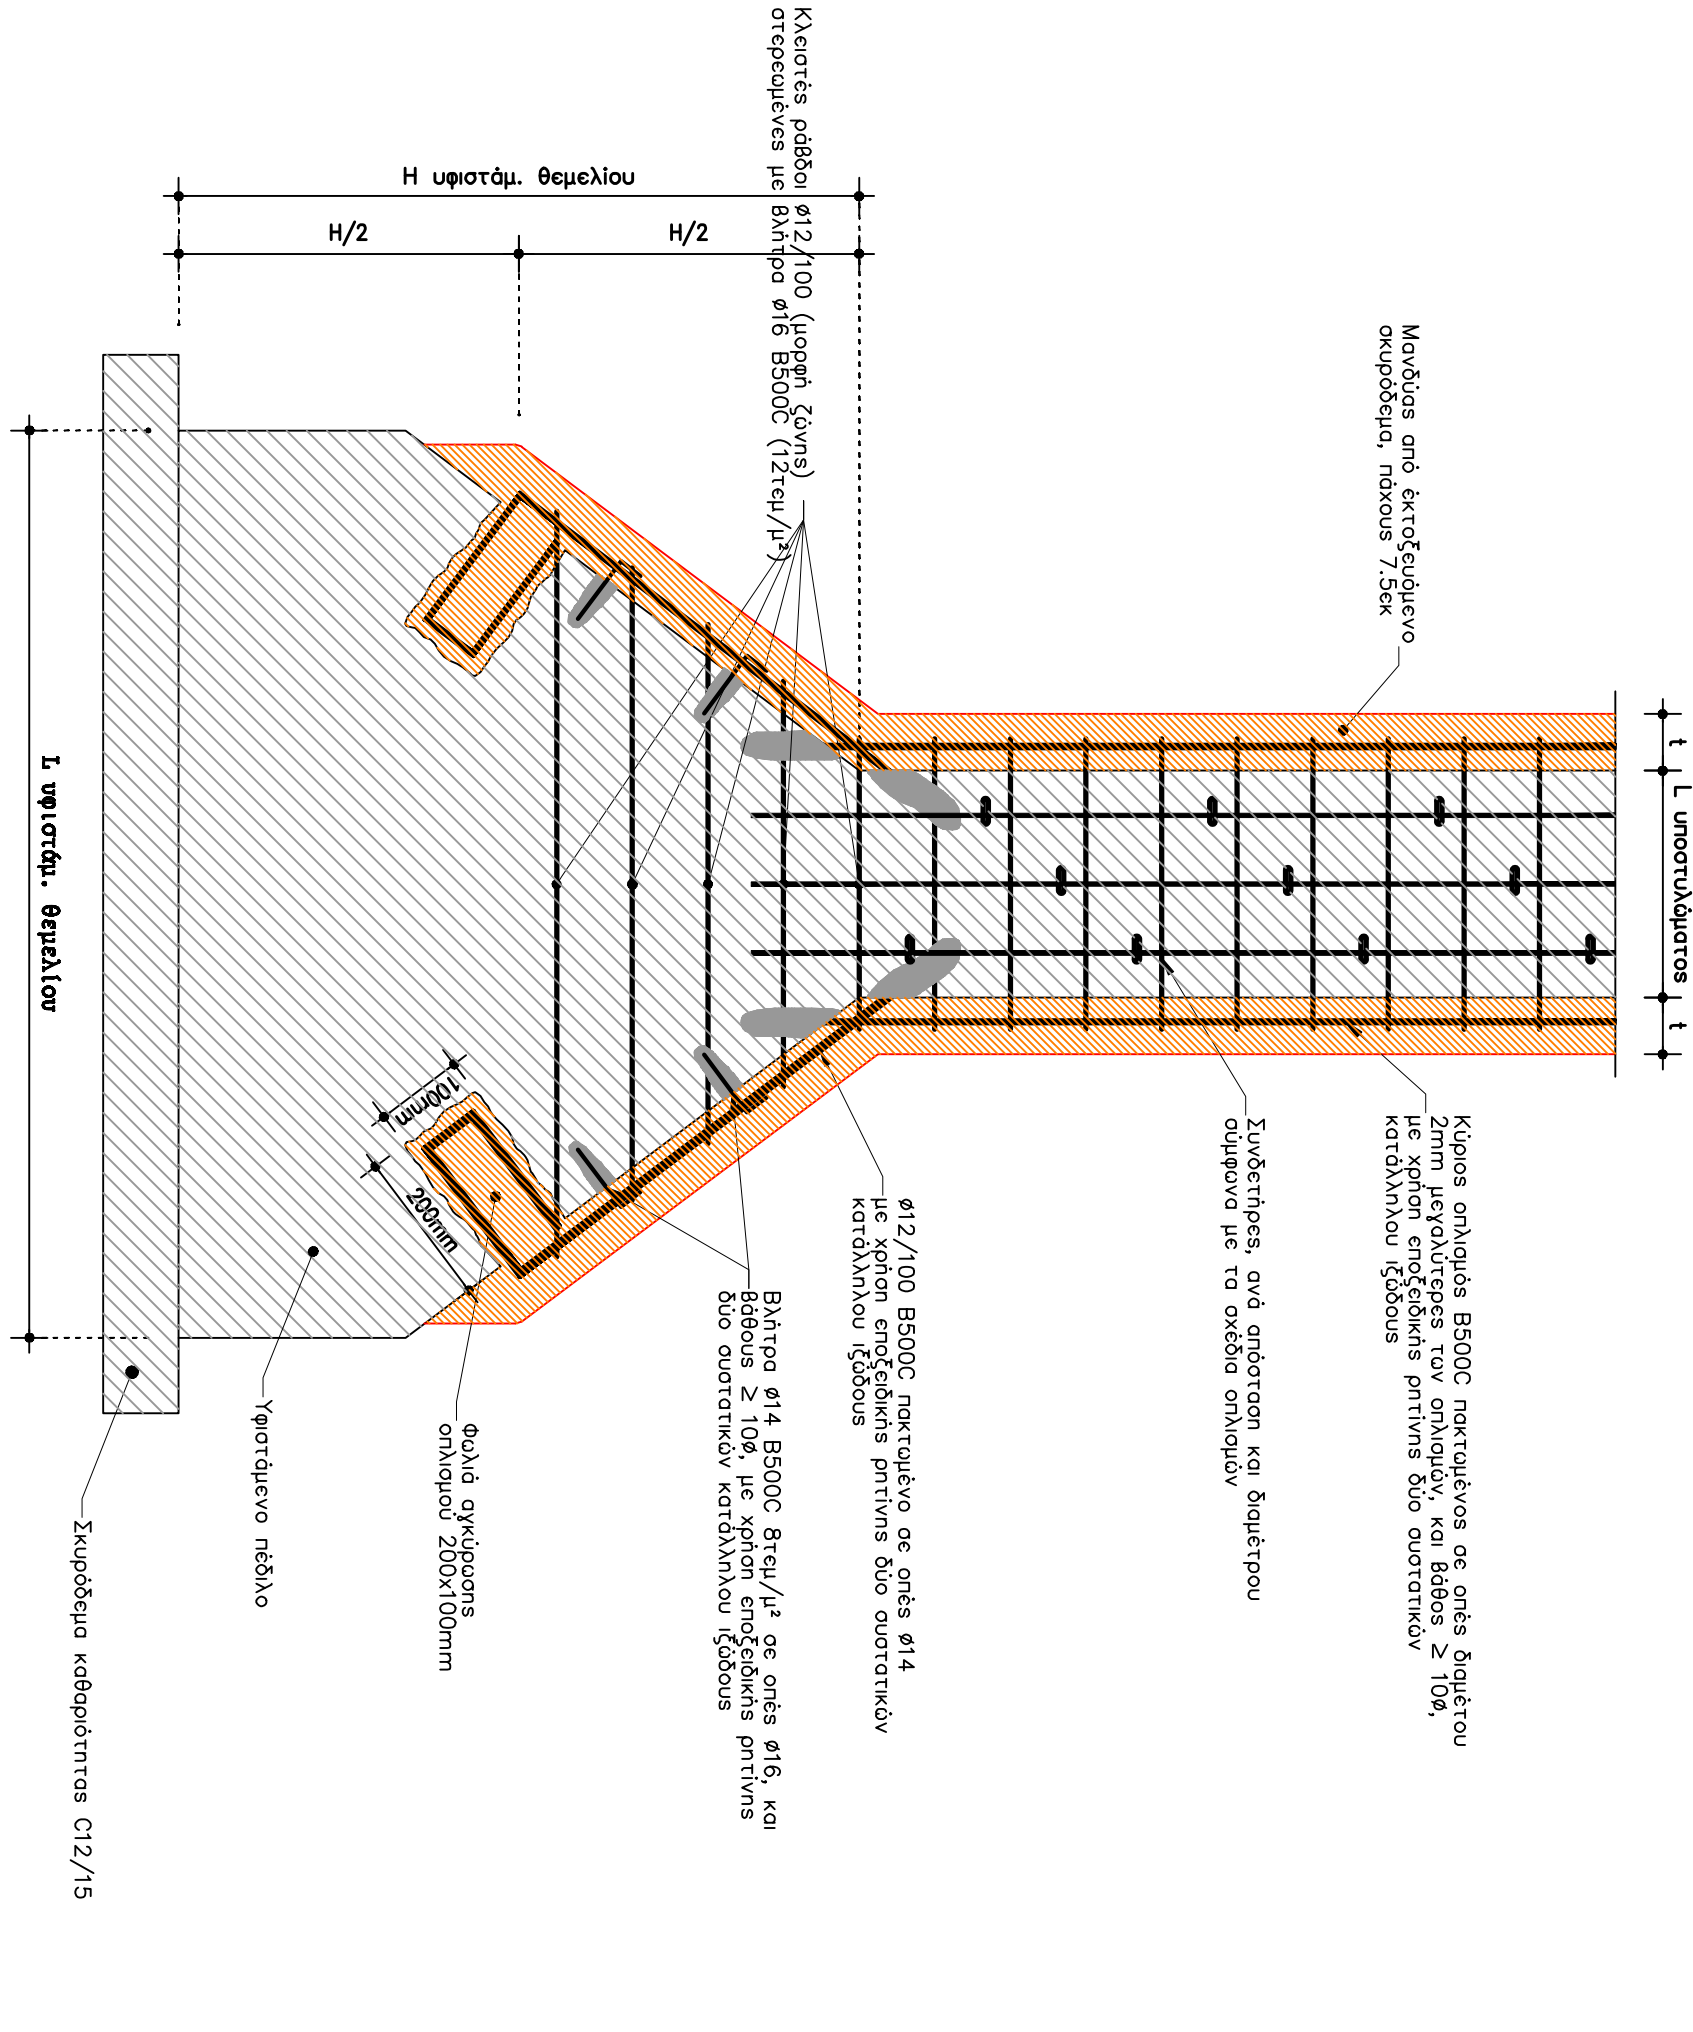 L υποστυλώματος
t
t
Μανδύας από έκτοξευόμενο
σκυρόδεμα, πάχους 7.5εκ
Κύριος οπλισμός B500C πακτωμένος σε οπές διαμέτου
2mm μεγαλύτερες των οπλισμών, και βάθος ≥ 10ø,
με χρήση εποξειδικής ρητίνης δύο συστατικών
κατάλληλου ιξώδους
Συνδετήρες, ανά απόσταση και διαμέτρου
σύμφωνα με τα σχέδια οπλισμών
Κλειστές ράβδοι ø12/100 (μορφή ζώνης)
στερεωμένες με βλήτρα ø16 B500C (12τεμ/μ²)
ø12/100 B500C πακτωμένο σε οπές ø14
με χρήση εποξειδικής ρητίνης δύο συστατικών
κατάλληλου ιξώδους
Βλήτρα ø14 B500C 8τεμ/μ² σε οπές ø16, και
βάθους ≥ 10ø, με χρήση εποξειδικής ρητίνης
δύο συστατικών κατάλληλου ιξώδους
H υφιστάμ. θεμελίου
H/2
H/2
100mm
200mm
Φωλιά αγκύρωσης
οπλισμού 200x100mm
Υφιστάμενο πέδιλο
Σκυρόδεμα καθαριότητας C12/15
L υφιστάμ. θεμελίου